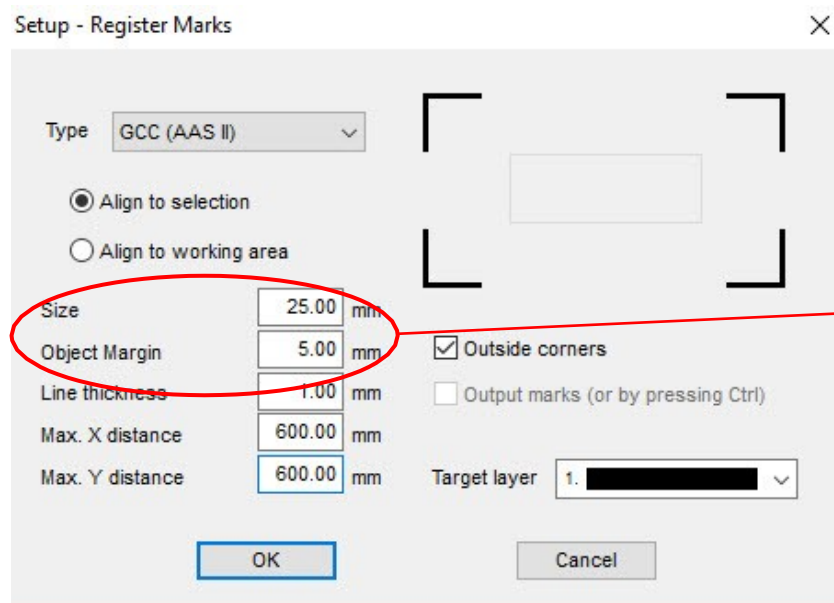 Setup - Register Marks
Type GCC (AAS II)
Align to selection
Align to working area
Size 25.00 mm
Object Margin 5.00 mm
Outside corners
Line thickness 1.00 mm
Output marks (or by pressing Ctrl)
Max. X distance 600.00 mm
Max. Y distance 600.00 mm
Target layer 1.
OK
Cancel